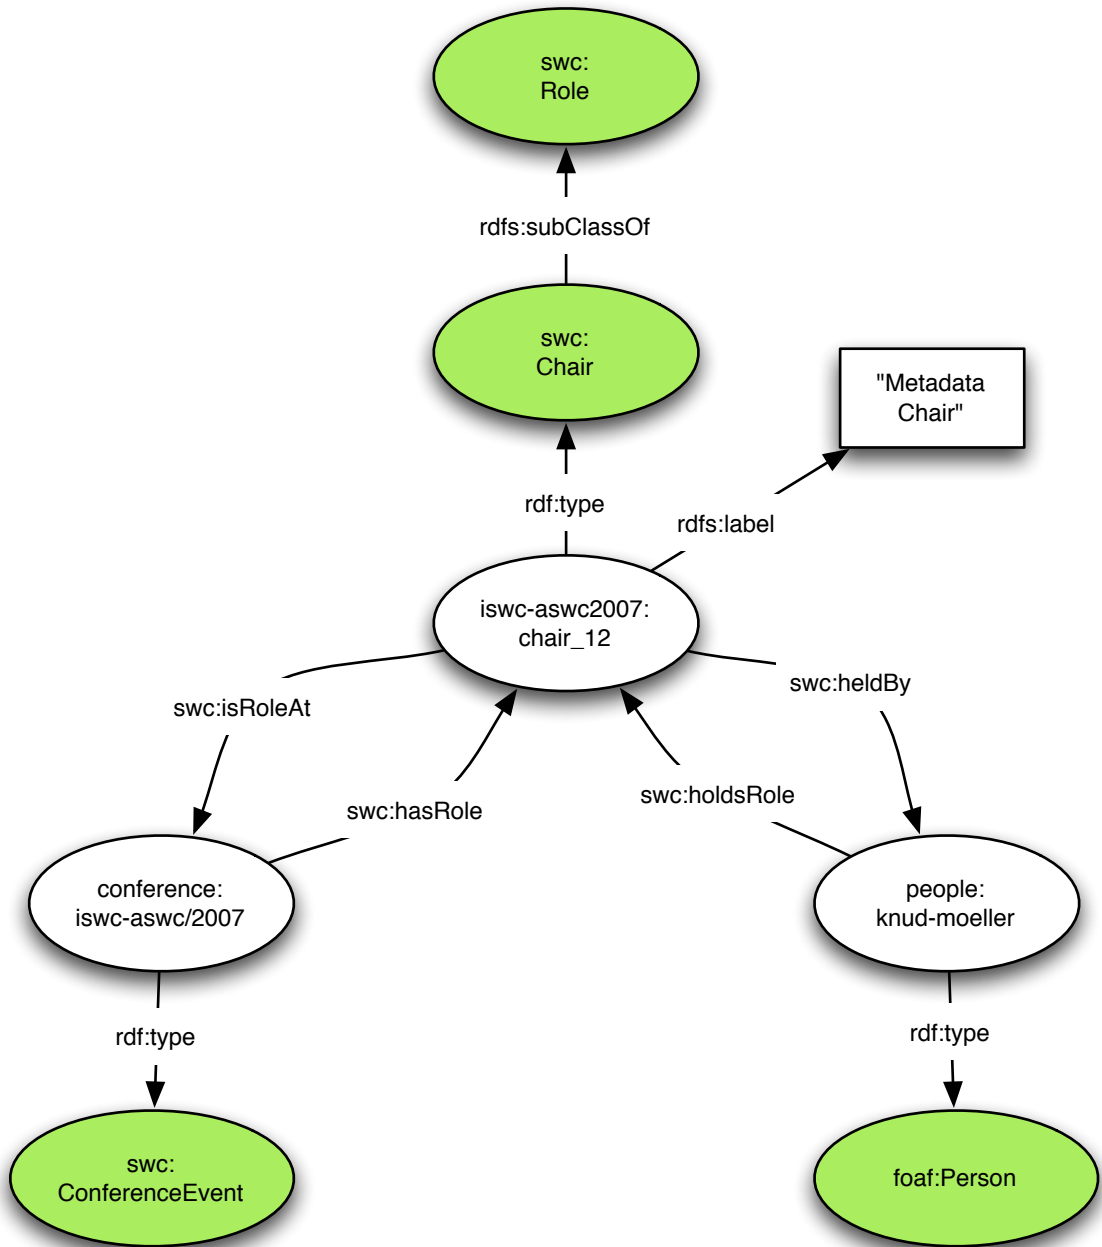 swc:
Role
rdfs:subClassOf
swc:
Chair
"Metadata
Chair"
rdf:type
rdfs:label
iswc-aswc2007:
chair_12
swc:isRoleAt
swc:heldBy
swc:hasRole
swc:holdsRole
conference:
iswc-aswc/2007
people:
knud-moeller
rdf:type
rdf:type
swc:
ConferenceEvent
foaf:Person